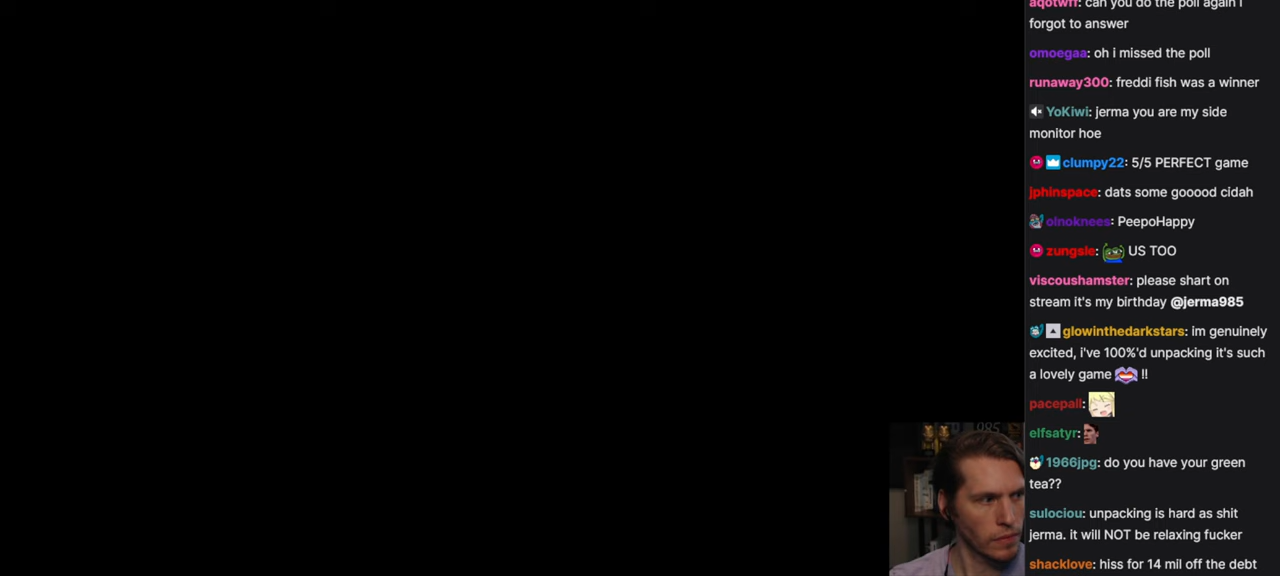 aqotwff: can you do the poll again i
forgot to answer
omoegaa: oh i missed the poll
runaway300: freddi fish was a winner
YoKiwi: jerma you are my side
monitor hoe
clumpy22: 5/5 PERFECT game
jphinspace: dats some gooood cidah
olnoknees: PeepoHappy
zungsle: US TOO
viscoushamster: please shart on
stream it's my birthday @jerma985
glowinthedarkstars: im genuinely
excited, i've 100%'d unpacking it's such
a lovely game !!
pacepall:
elfsatyr:
985
1966jpg: do you have your green
tea??
sulociou: unpacking is hard as shit
jerma. it will NOT be relaxing fucker
shacklove: hiss for 14 mil off the debt